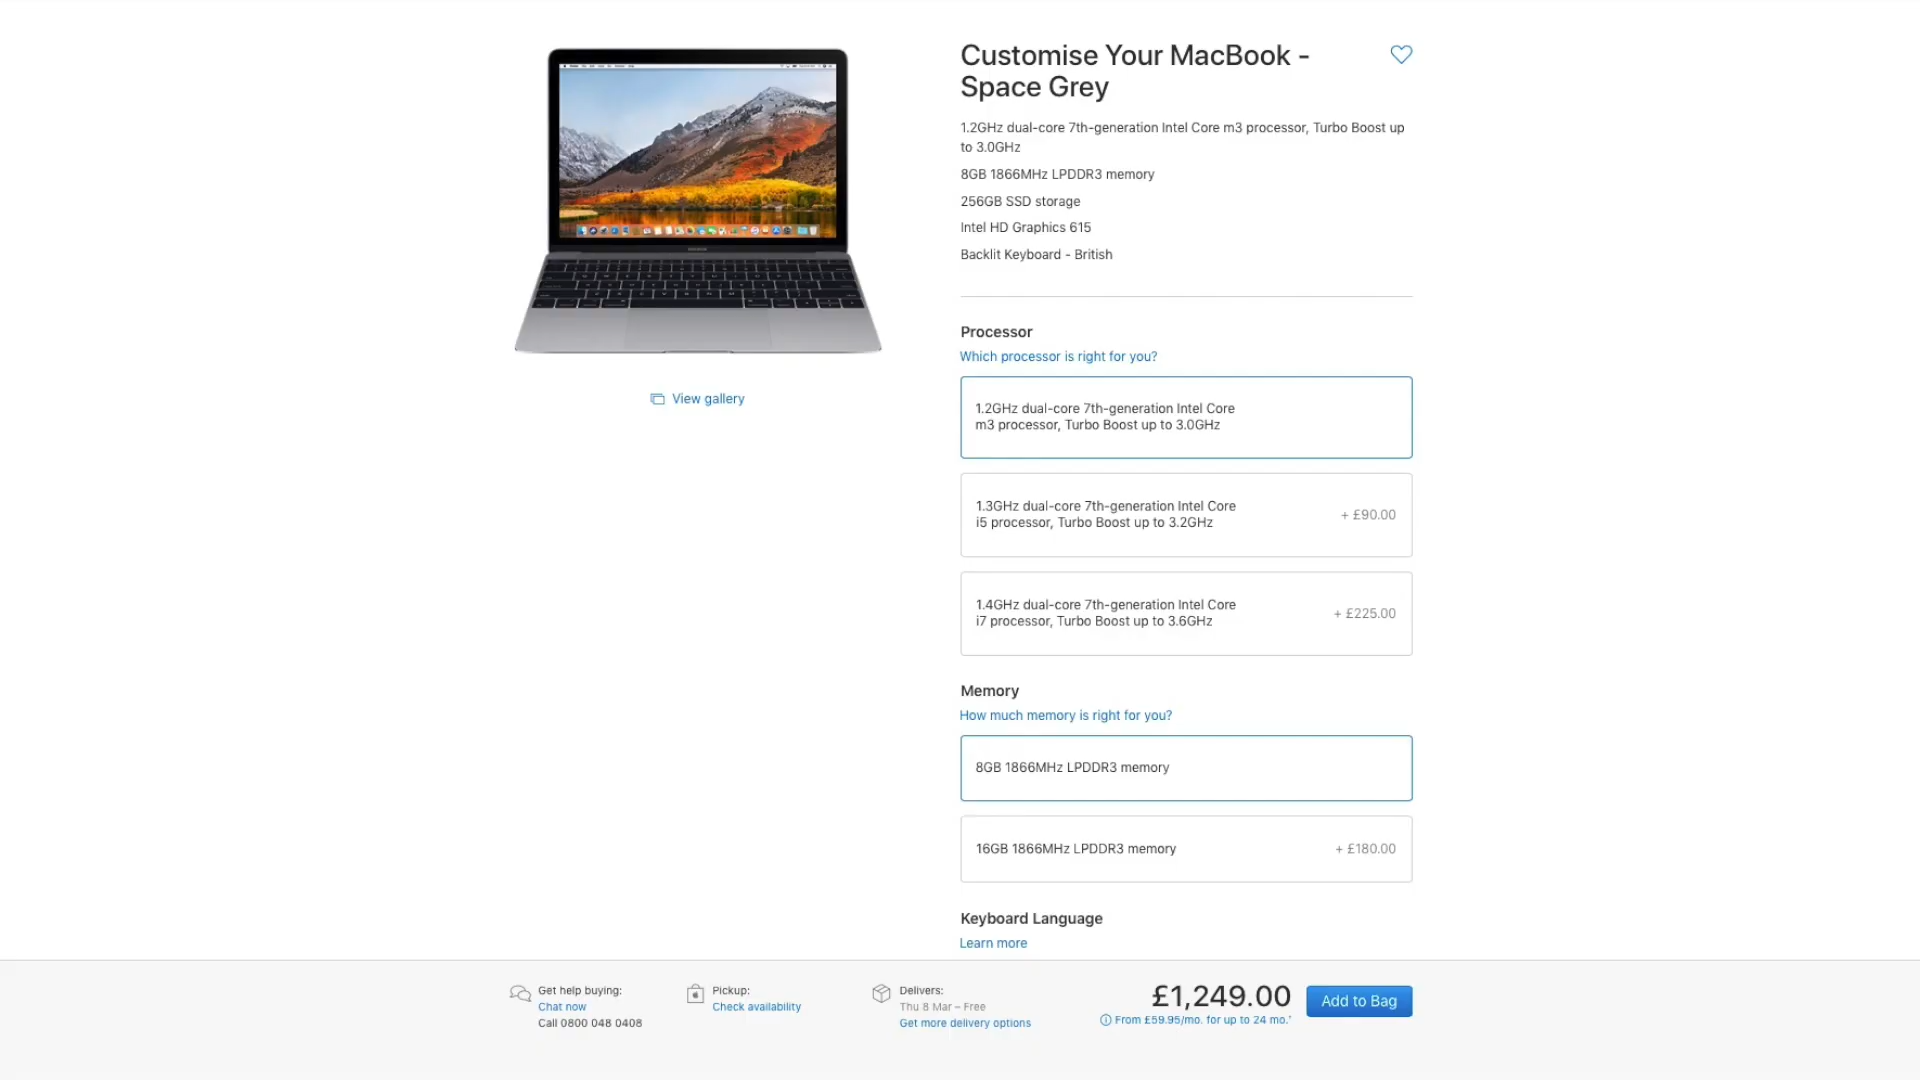 Customise Your MacBook -
Space Grey
1.2GHz dual-core 7th-generation Intel Core m3 processor, Turbo Boost up
to 3.0GHz
8GB 1866MHz LPDDR3 memory
256GB SSD storage
Intel HD Graphics 615
Backlit Keyboard - British
View gallery
Processor
Which processor is right for you?
1.2GHz dual-core 7th-generation Intel Core
m3 processor, Turbo Boost up to 3.0GHz
1.3GHz dual-core 7th-generation Intel Core
i5 processor, Turbo Boost up to 3.2GHz
+ £90.00
1.4GHz dual-core 7th-generation Intel Core
i7 processor, Turbo Boost up to 3.6GHz
+ £225.00
Memory
How much memory is right for you?
8GB 1866MHz LPDDR3 memory
16GB 1866MHz LPDDR3 memory
+ £180.00
Keyboard Language
Learn more
Get help buying:
Chat now
Call 0800 048 0408
Pickup:
Check availability
Delivers:
Thu 8 Mar – Free
Get more delivery options
£1,249.00
From £59.95/mo. for up to 24 mo.*
Add to Bag